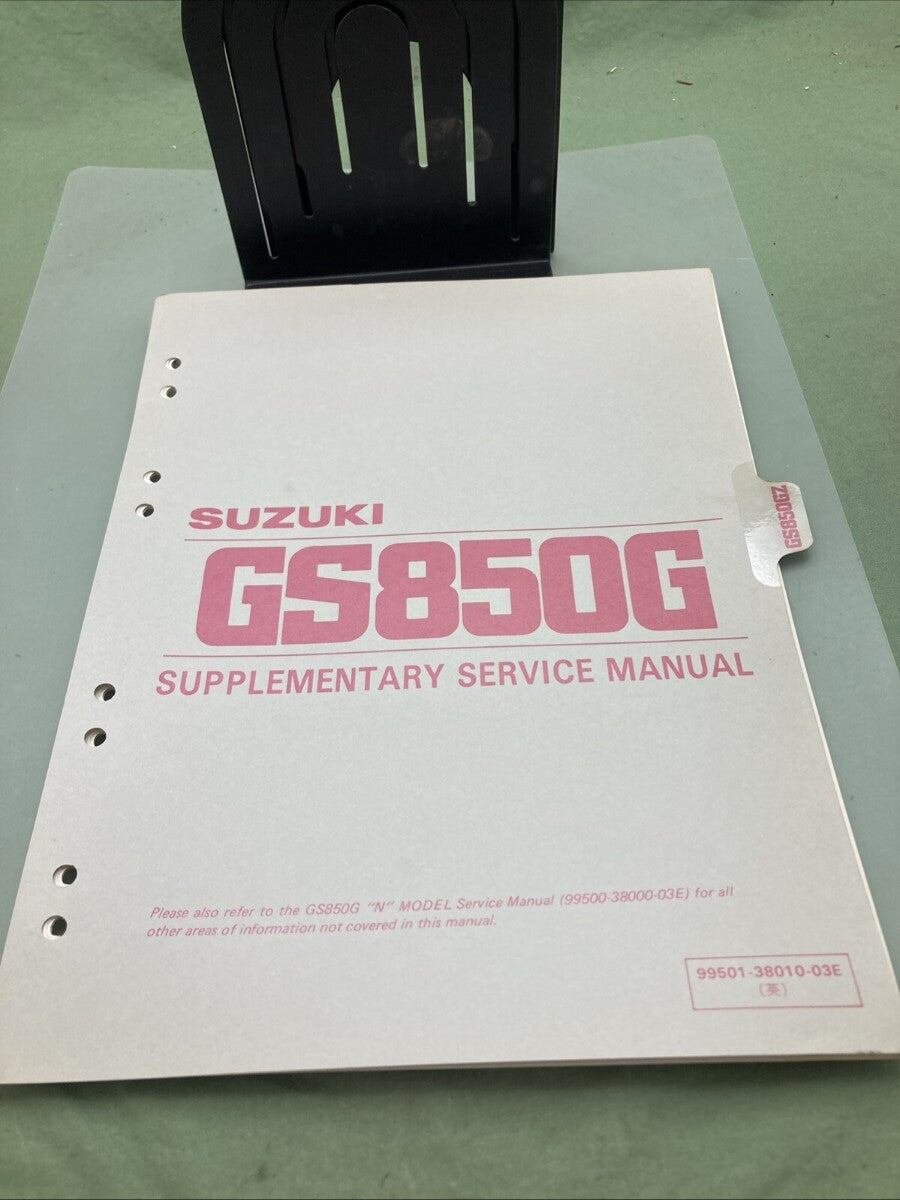 SUZUKI
GS850G
GS850GZ
SUPPLEMENTARY SERVICE MANUAL
Please also refer to the GS850G "N" MODEL Service Manual (99500-38000-03E) for all
other areas of information not covered in this manual.
99501-38010-03E
(英)